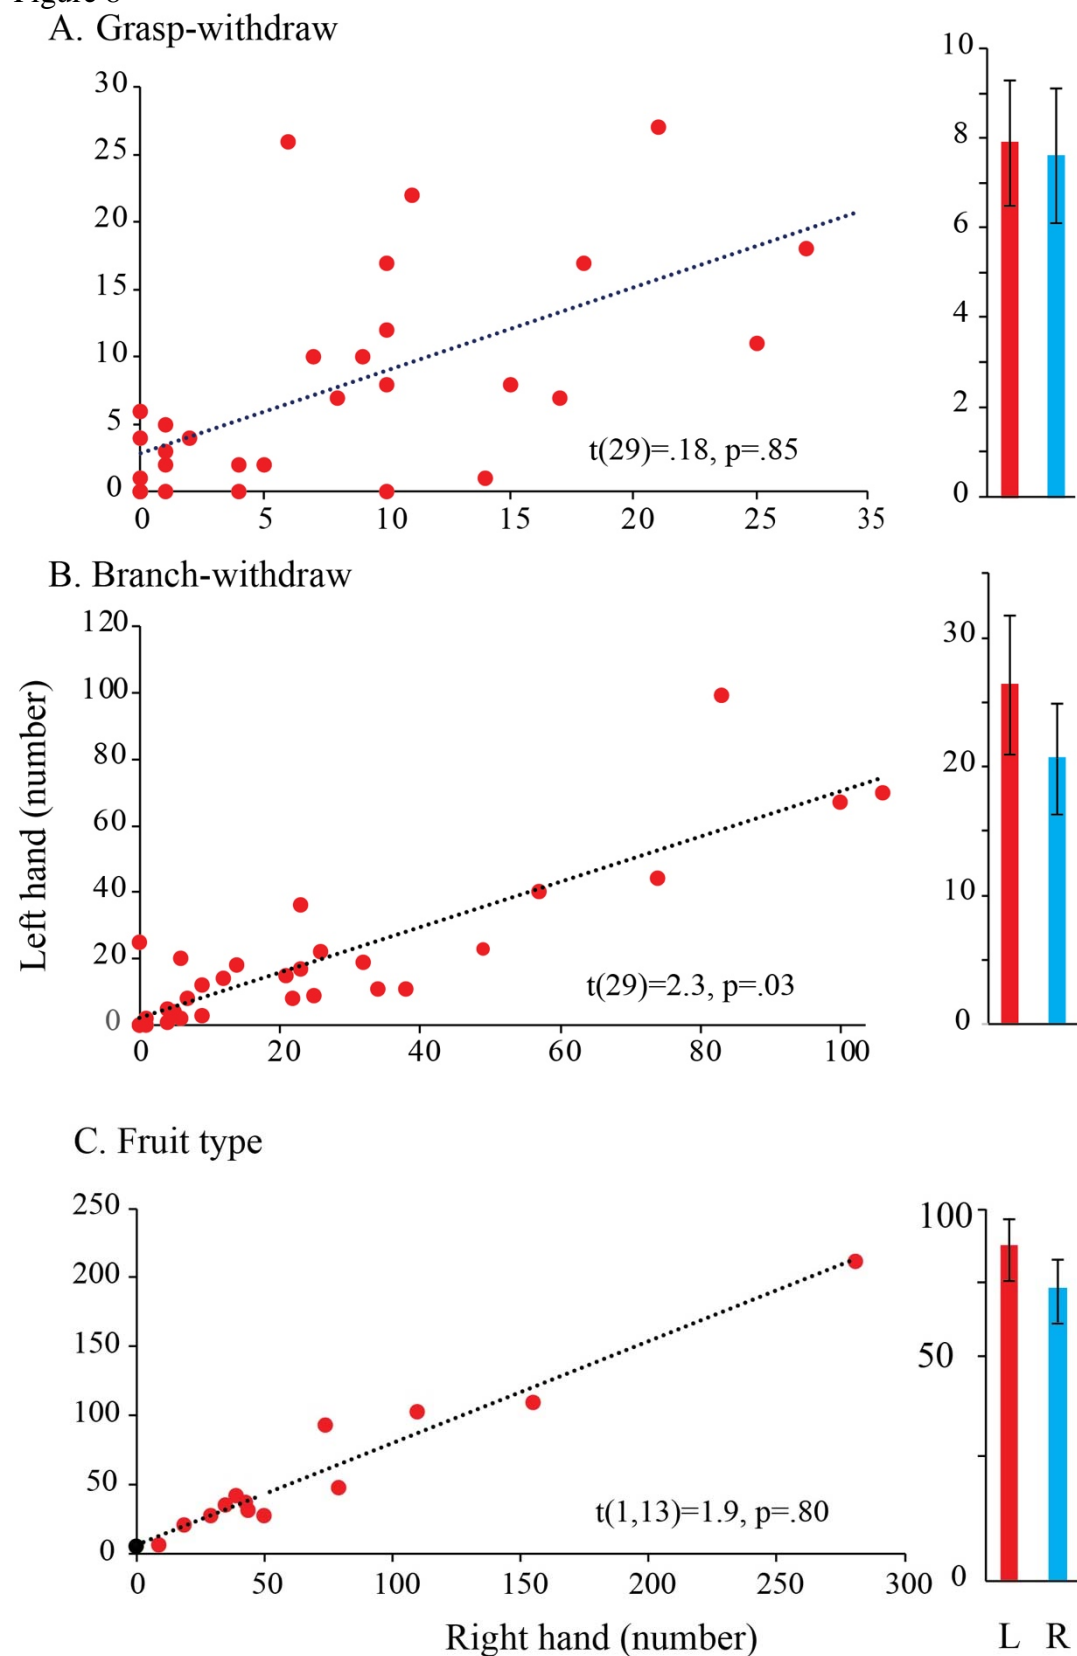 Figure 8
A. Grasp-withdraw
30
25
20
15
10
5
0
0 5 10 15 20 25 35
t(29)=.18, p=.85
10
8
6
4
2
0
B. Branch-withdraw
120
100
80
60
40
20
0
0 20 40 60 80 100
t(29)=2.3, p=.03
30
20
10
0
Left hand (number)
C. Fruit type
250
200
150
100
50
0
0 50 100 150 200 250 300
t(1,13)=1.9, p=.80
100
50
0
Right hand (number)
L R